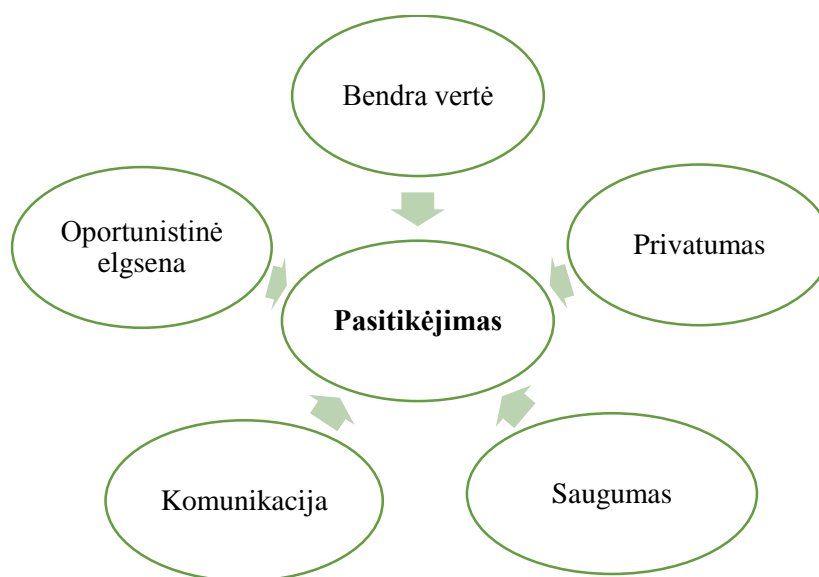 Bendra vertė
Oportunistinė
elgsena
Privatumas
Pasitikėjimas
Komunikacija
Saugumas